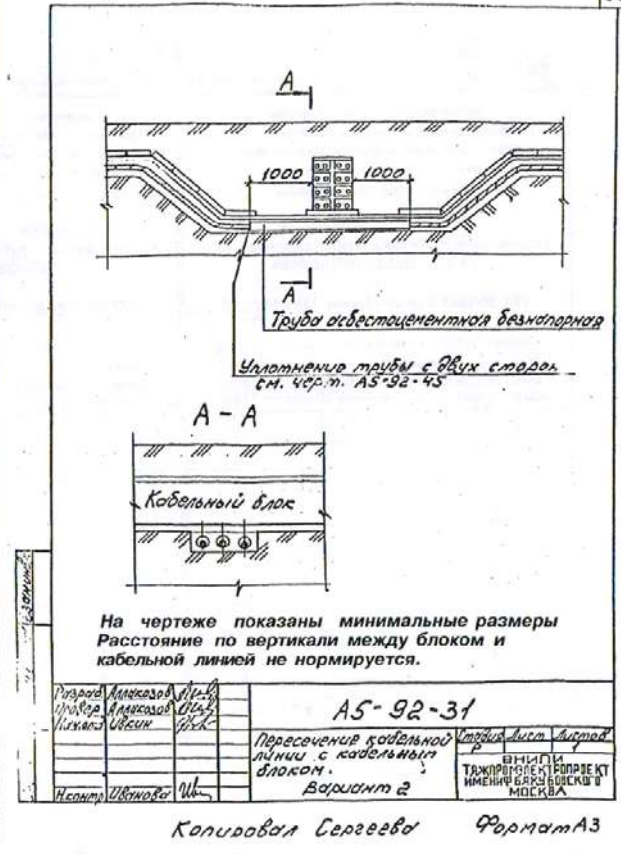 А
1000 1000
А
Труба асбестоцементная безнапорная
Уплотнение трубы с двух сторон
см. черт. А5-92-45
А - А
Кабельный блок
На чертеже показаны минимальные размеры
Расстояние по вертикали между блоком и
кабельной линией не нормируется.
Разраб Аллакозов
Провер Аллакозов
Ивкин
Н.контр Иванова
А5-92-31
Пересечение кабельной
линии с кабельным
блоком.
Вариант 2
Стадия Лист Листов
Р 1
ВНИПИ
ТЯЖПРОМЭЛЕКТРОПРОЕКТ
ИМЕНИ Ф.Б.ЯКУБОВСКОГО
МОСКВА
Копировал Сергеева Формат А3